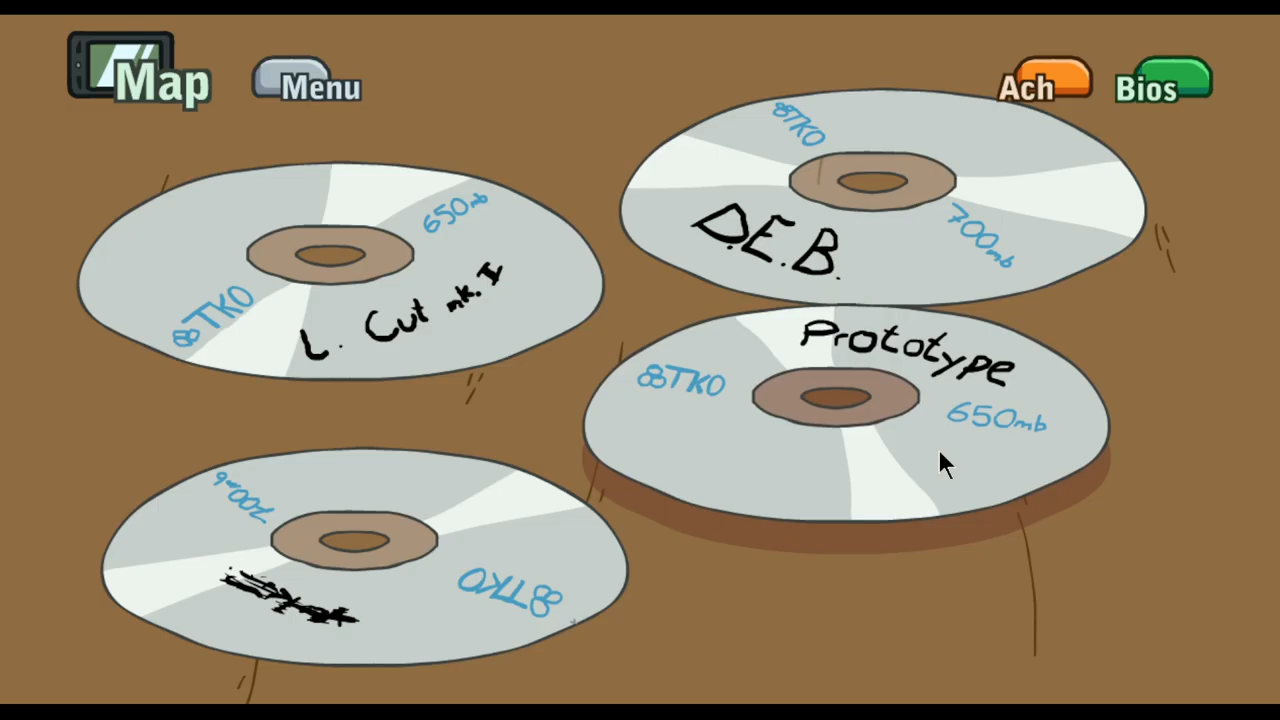 Map
Menu
Ach
Bios
8TKO
650mb
L. Cut mk. I
8TKO
700mb
D.E.B.
Prototype
8TKO
650mb
700mb
8TKO